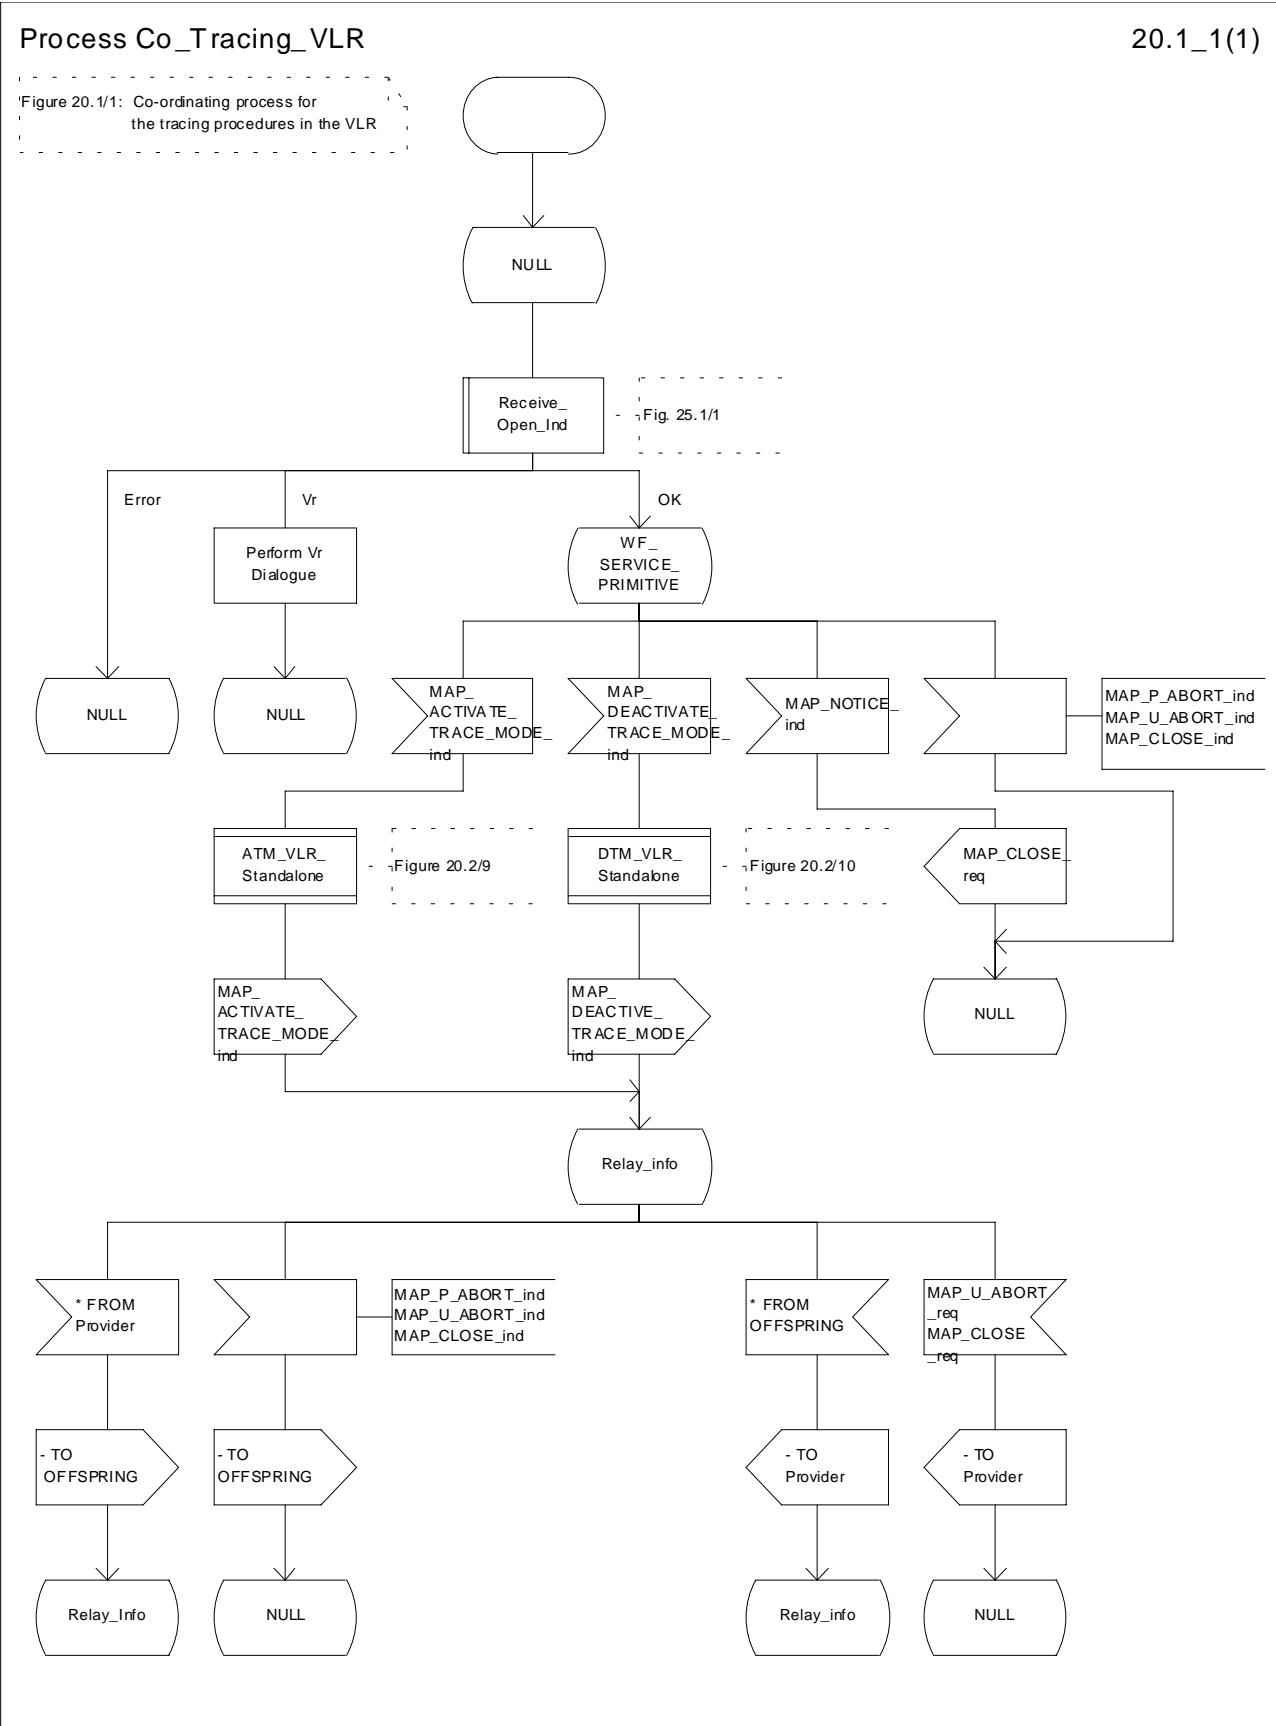 Process Co_Tracing_VLR
20.1_1(1)
Figure 20.1/1: Co-ordinating process for
the tracing procedures in the VLR
NULL
Receive_
Open_Ind
Fig. 25.1/1
Error
Vr
OK
Perform Vr
Dialogue
WF_
SERVICE_
PRIMITIVE
NULL
NULL
MAP_
ACTIVATE_
TRACE_MODE_
ind
MAP_
DEACTIVATE_
TRACE_MODE_
ind
MAP_NOTICE_
ind
MAP_P_ABORT_ind
MAP_U_ABORT_ind
MAP_CLOSE_ind
ATM_VLR_
Standalone
Figure 20.2/9
DTM_VLR_
Standalone
Figure 20.2/10
MAP_CLOSE_
req
MAP_
ACTIVATE_
TRACE_MODE_
ind
MAP_
DEACTIVE_
TRACE_MODE_
ind
NULL
Relay_info
* FROM
Provider
MAP_P_ABORT_ind
MAP_U_ABORT_ind
MAP_CLOSE_ind
* FROM
OFFSPRING
MAP_U_ABORT
_req
MAP_CLOSE
_req
- TO
OFFSPRING
- TO
OFFSPRING
- TO
Provider
- TO
Provider
Relay_Info
NULL
Relay_info
NULL